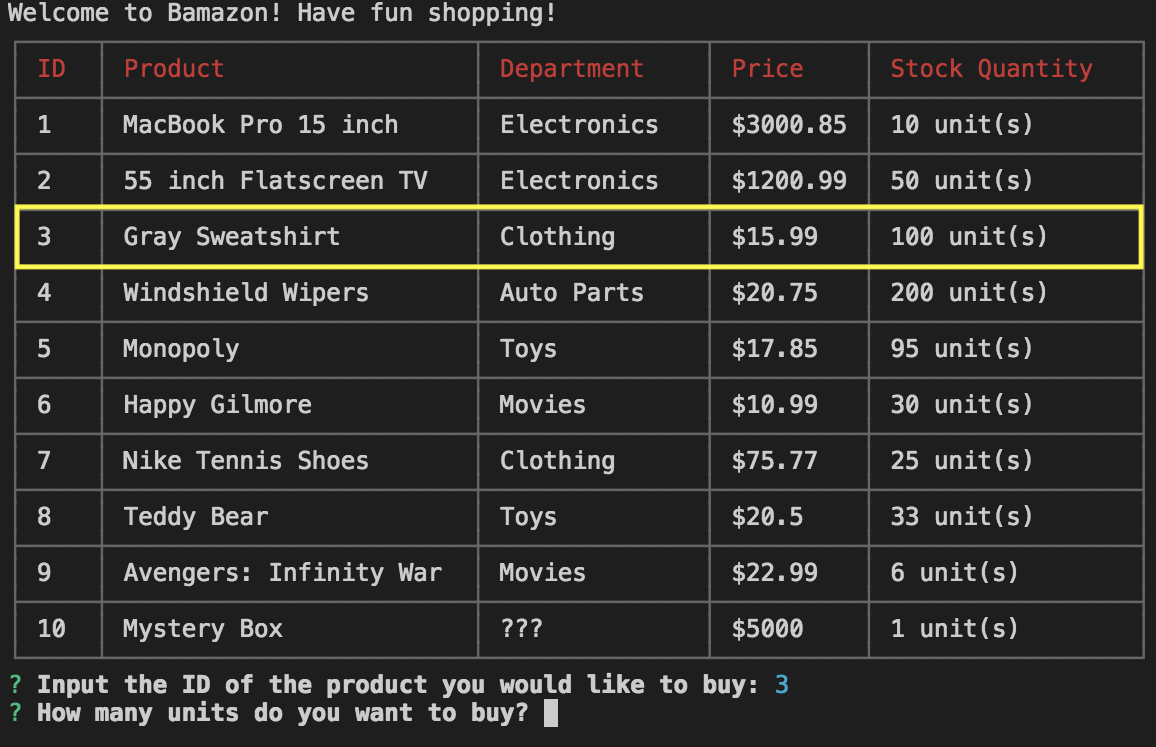 Welcome to Bamazon! Have fun shopping!
ID Product Department Price Stock Quantity
1 MacBook Pro 15 inch Electronics $3000.85 10 unit(s)
2 55 inch Flatscreen TV Electronics $1200.99 50 unit(s)
3 Gray Sweatshirt Clothing $15.99 100 unit(s)
4 Windshield Wipers Auto Parts $20.75 200 unit(s)
5 Monopoly Toys $17.85 95 unit(s)
6 Happy Gilmore Movies $10.99 30 unit(s)
7 Nike Tennis Shoes Clothing $75.77 25 unit(s)
8 Teddy Bear Toys $20.5 33 unit(s)
9 Avengers: Infinity War Movies $22.99 6 unit(s)
10 Mystery Box ??? $5000 1 unit(s)
? Input the ID of the product you would like to buy: 3
? How many units do you want to buy?